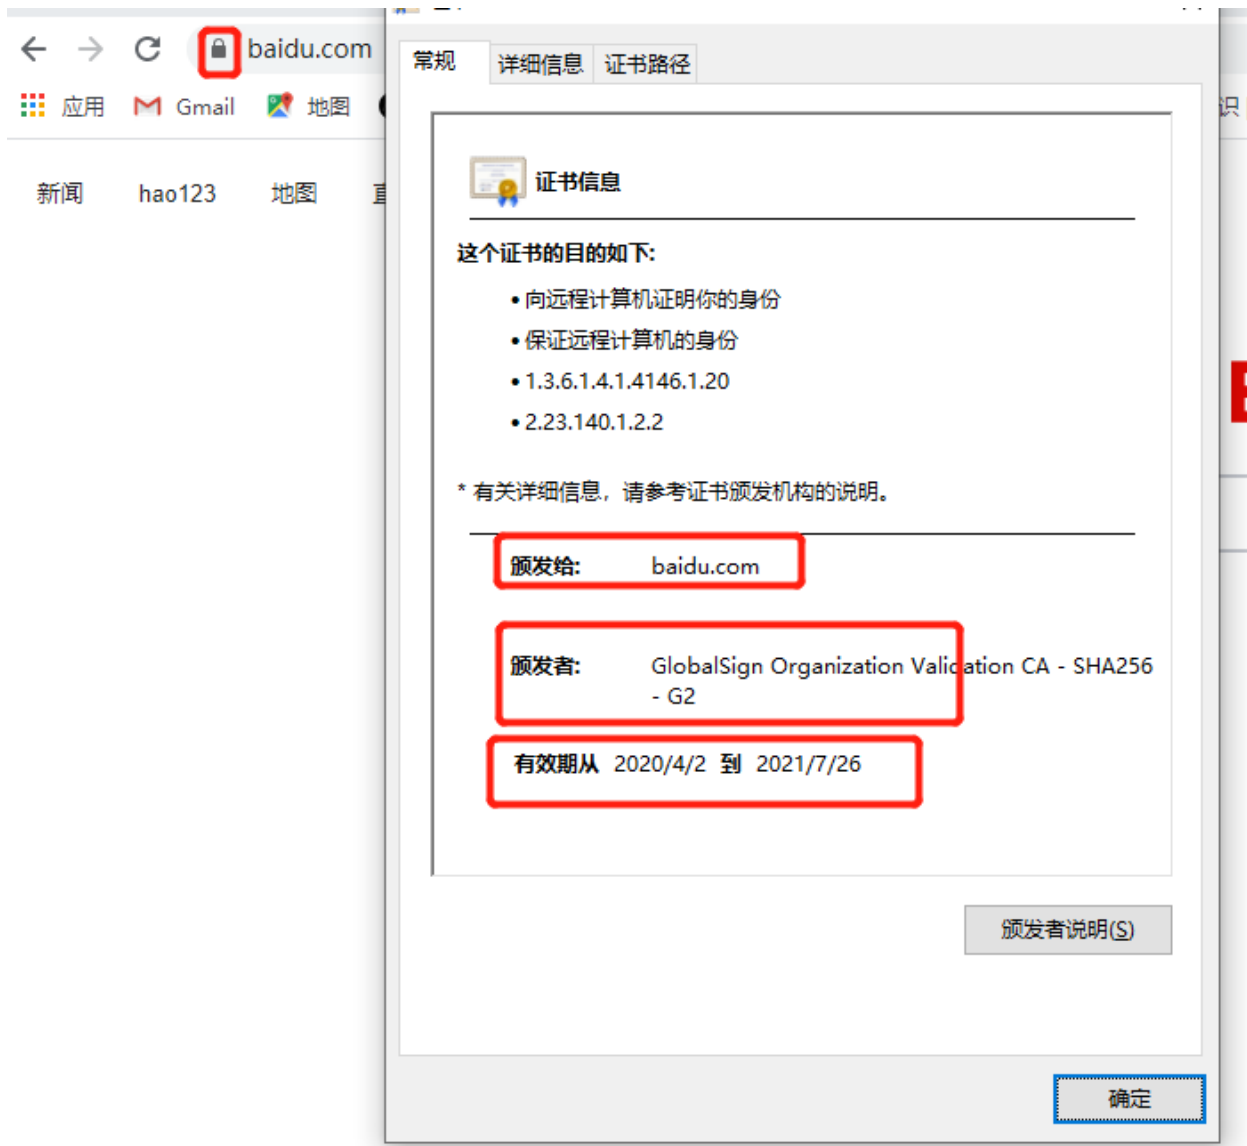 baidu.com
应用 Gmail 地图
新闻 hao123 地图
常规 详细信息 证书路径
证书信息
这个证书的目的如下:
• 向远程计算机证明你的身份
• 保证远程计算机的身份
• 1.3.6.1.4.1.4146.1.20
• 2.23.140.1.2.2
* 有关详细信息，请参考证书颁发机构的说明。
颁发给: baidu.com
颁发者: GlobalSign Organization Validation CA - SHA256
- G2
有效期从 2020/4/2 到 2021/7/26
颁发者说明(S)
确定
识